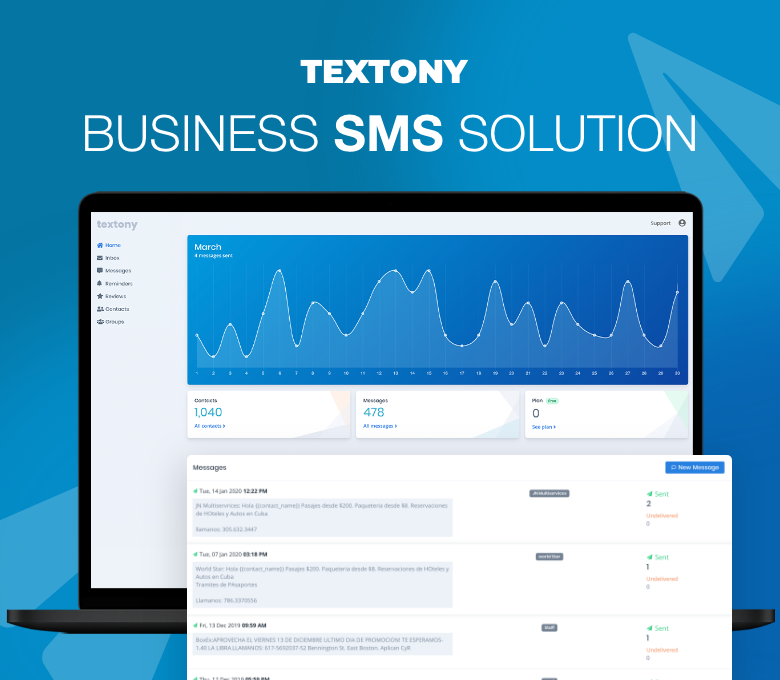 TEXTONY
BUSINESS SMS SOLUTION
textony
Support
Home
Inbox
Messages
Reminders
Reviews
Contacts
Groups
March
4 messages sent
1 2 3 4 5 6 7 8 9 10 11 12 13 14 15 16 17 18 19 20 21 22 23 24 25 26 27 28 29 30
Contacts
1,040
All contacts
Messages
478
All messages
Plan Free
0
See plan
Messages
New Message
Tue, 14 Jan 2020 12:22 PM
JN Multiservices
Sent
2
Undelivered
0
JN Multiservices: Hola {{contact_name}} Pasajes desde $200. Paqueteria desde $8. Reservaciones
de HOteles y Autos en Cuba
llamanos: 305.632.3447
Tue, 07 Jan 2020 03:18 PM
World Star
Sent
1
Undelivered
0
World Star: Hola {{contact_name}} Pasajes $200. Paqueteria desde $8. Reservaciones de HOteles y
Autos en Cuba
Tramites de PAsaportes
Llamanos: 786.3370556
Fri, 13 Dec 2019 09:59 AM
Staff
Sent
1
Undelivered
0
BoxEx:APROVECHA EL VIERNES 13 DE DICIEMBRE ULTIMO DIA DE PROMOCION! TE ESPERAMOS
1.40 LA LBIRA LLAMANOS: 617-5692037-52 Bennington St. East Boston. Aplican CyR